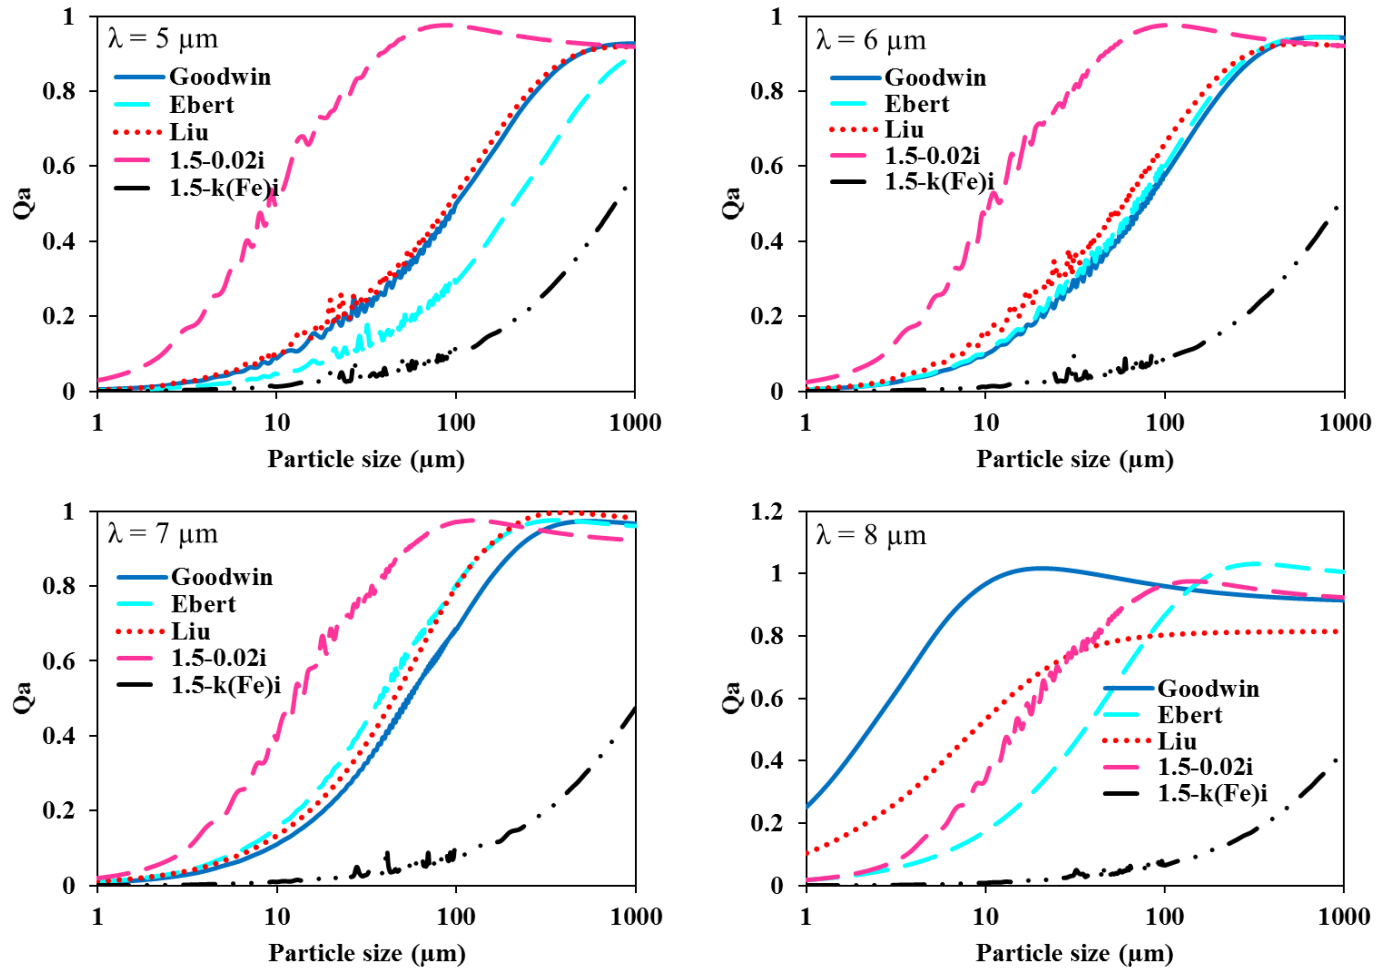 λ = 5 µm
Goodwin
Ebert
Liu
1.5-0.02i
1.5-k(Fe)i
Qa
1
0.8
0.6
0.4
0.2
0
1
10
100
1000
Particle size (µm)
λ = 6 µm
Goodwin
Ebert
Liu
1.5-0.02i
1.5-k(Fe)i
Qa
1
0.8
0.6
0.4
0.2
0
1
10
100
1000
Particle size (µm)
λ = 7 µm
Goodwin
Ebert
Liu
1.5-0.02i
1.5-k(Fe)i
Qa
1
0.8
0.6
0.4
0.2
0
1
10
100
1000
Particle size (µm)
λ = 8 µm
Goodwin
Ebert
Liu
1.5-0.02i
1.5-k(Fe)i
Qa
1.2
1
0.8
0.6
0.4
0.2
0
1
10
100
1000
Particle size (µm)